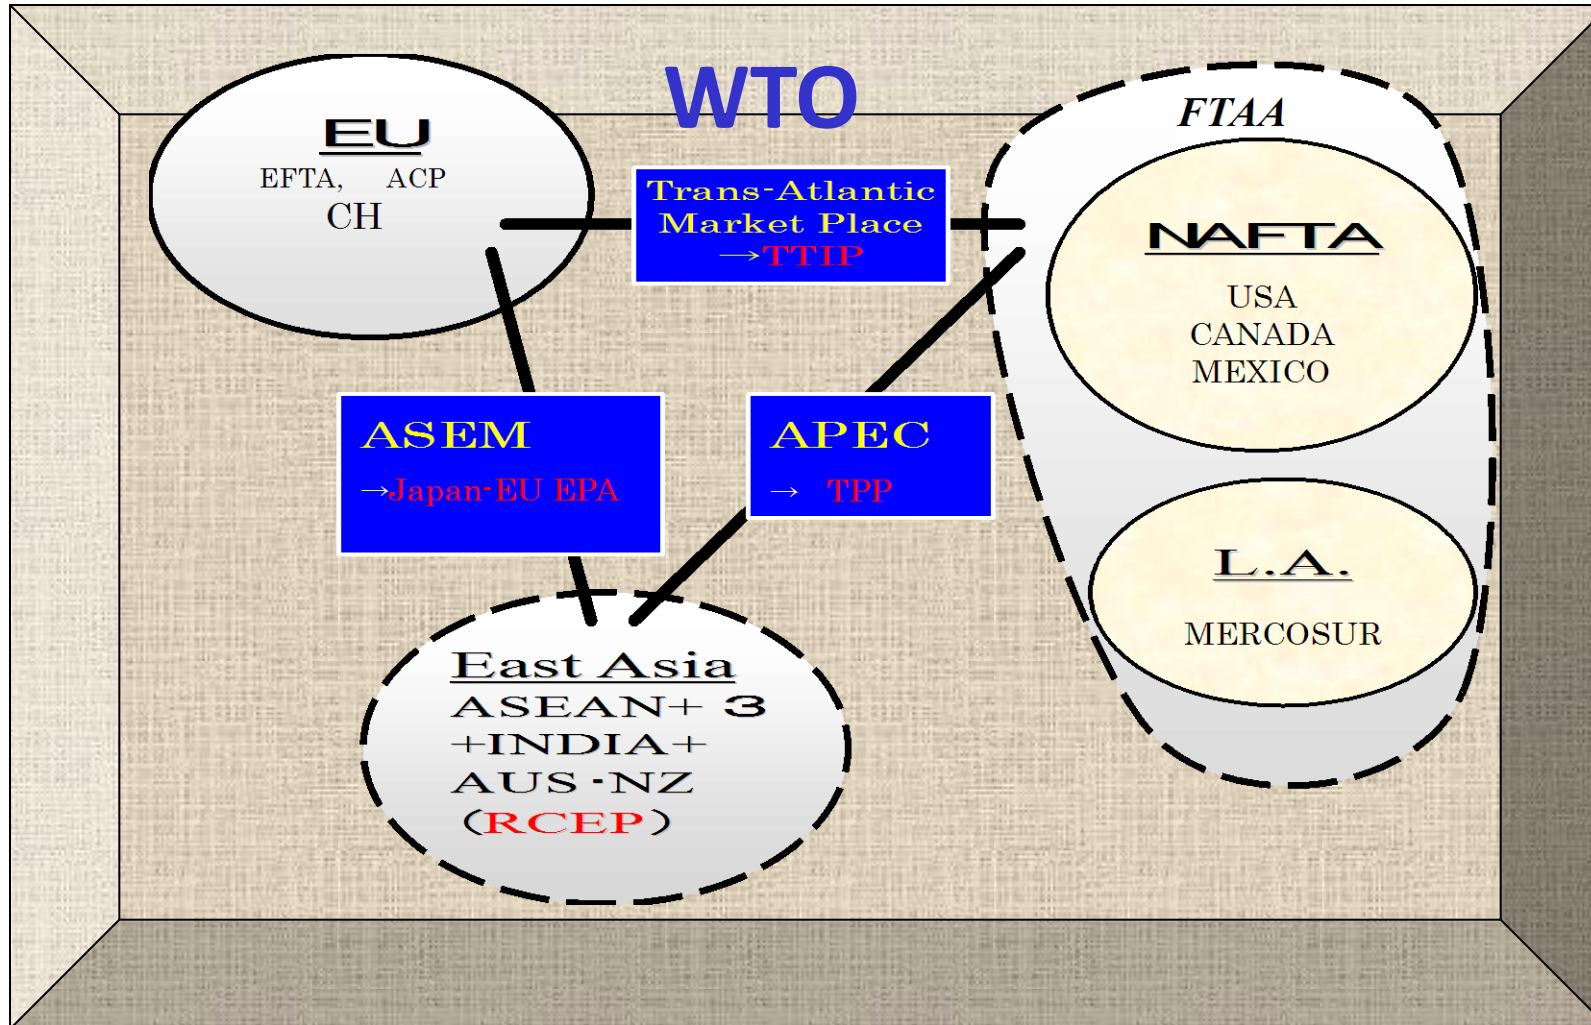 WTO
EU
EFTA, ACP
CH
Trans-Atlantic
Market Place
→TTIP
FTAA
NAFTA
USA
CANADA
MEXICO
ASEM
→Japan-EU EPA
APEC
→ TPP
L.A.
MERCOSUR
East Asia
ASEAN+ 3
+INDIA+
AUS・NZ
(RCEP)